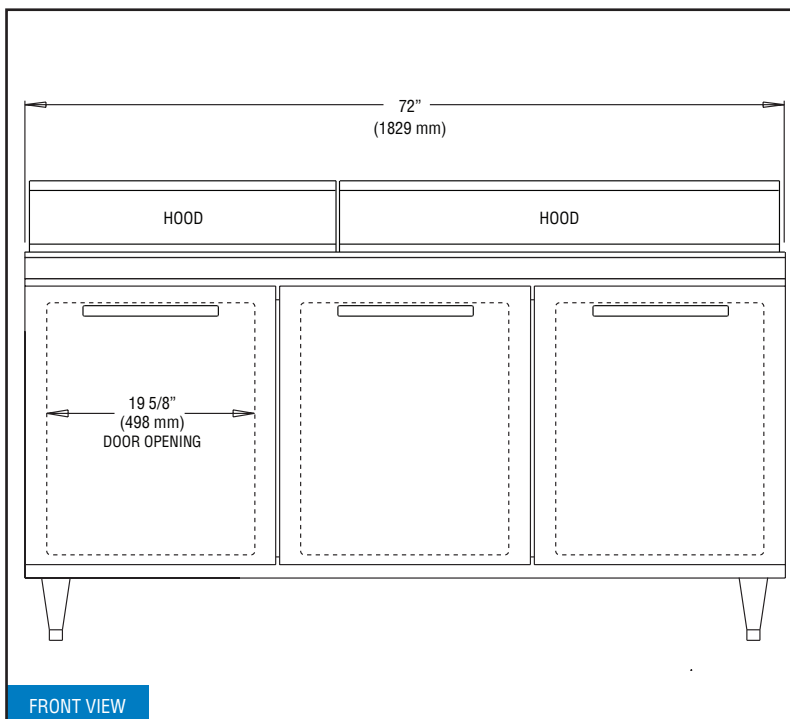 72”
(1829 mm)
HOOD HOOD
19 5/8”
(498 mm)
DOOR OPENING
FRONT VIEW